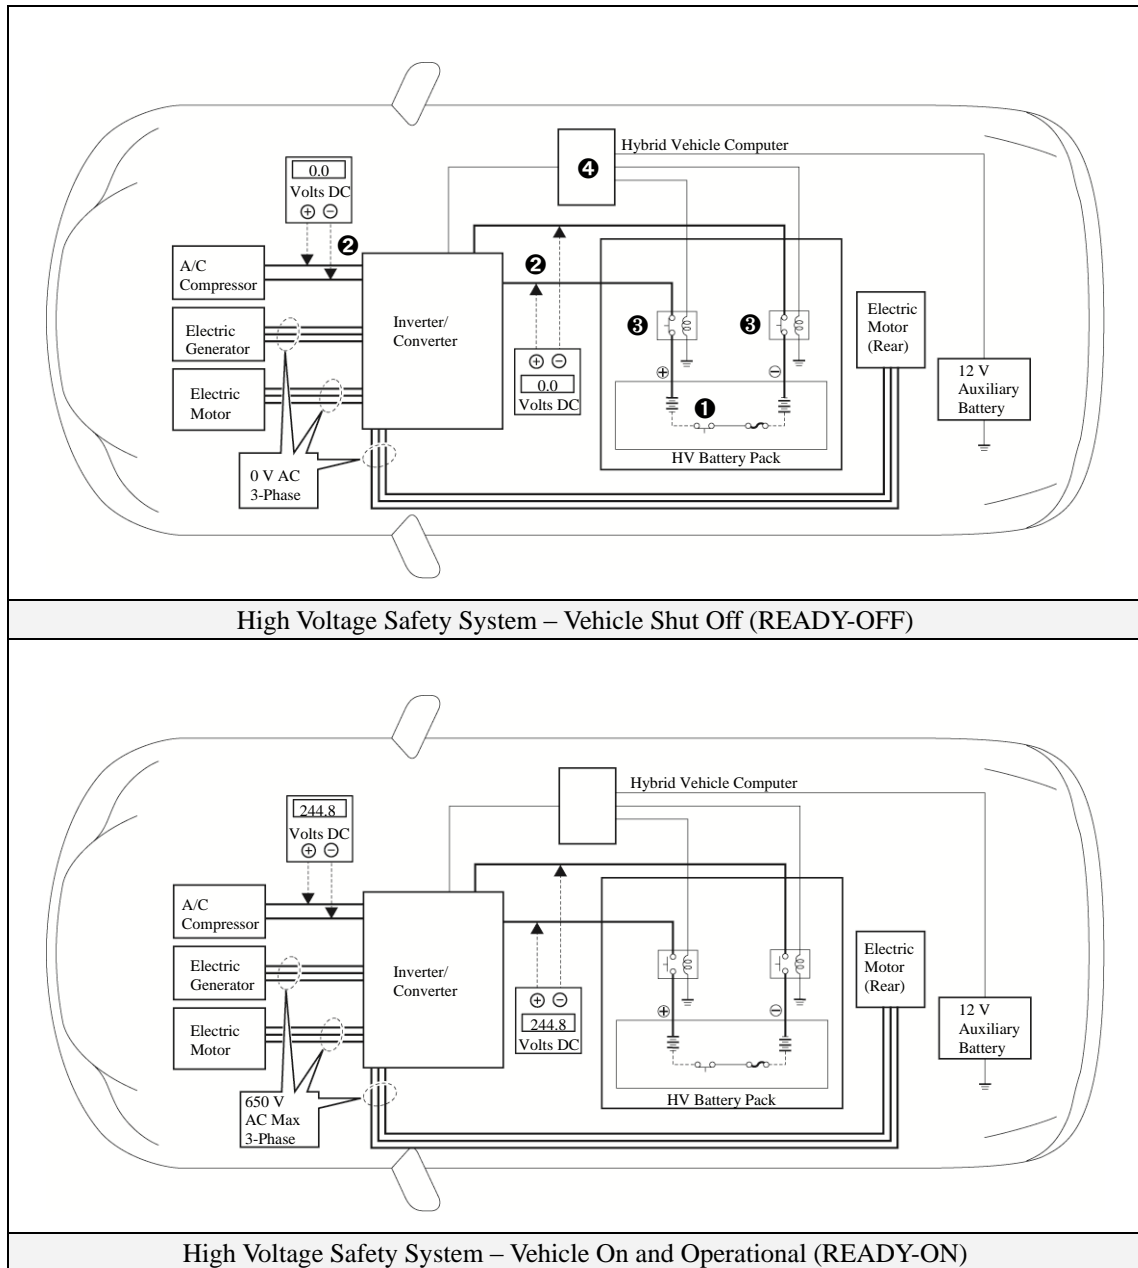 ❹
Hybrid Vehicle Computer
0.0
Volts DC
⊕ ⊖
❷
A/C
Compressor
Electric
Generator
Electric
Motor
Inverter/
Converter
0 V AC
3-Phase
❷
⊕ ⊖
0.0
Volts DC
❸
❸
⊕
⊖
❶
HV Battery Pack
Electric
Motor
(Rear)
12 V
Auxiliary
Battery
High Voltage Safety System – Vehicle Shut Off (READY-OFF)
Hybrid Vehicle Computer
244.8
Volts DC
⊕ ⊖
A/C
Compressor
Electric
Generator
Electric
Motor
Inverter/
Converter
650 V
AC Max
3-Phase
⊕ ⊖
244.8
Volts DC
⊕
⊖
HV Battery Pack
Electric
Motor
(Rear)
12 V
Auxiliary
Battery
High Voltage Safety System – Vehicle On and Operational (READY-ON)